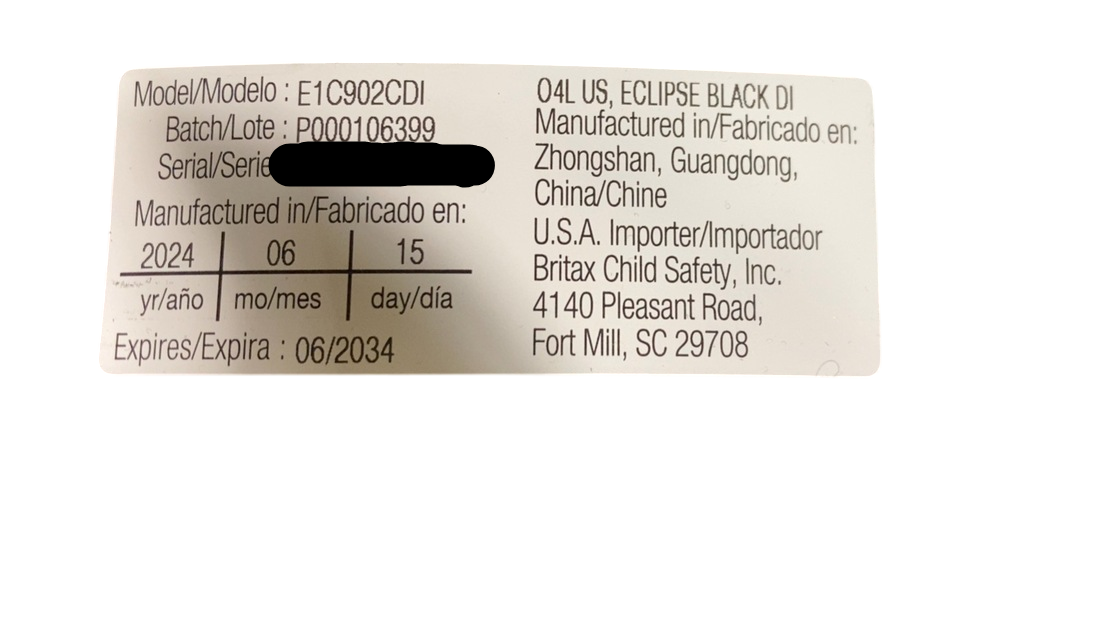 Model/Modelo : E1C902CDI
Batch/Lote : P000106399
Serial/Serie
Manufactured in/Fabricado en:
2024 06 15
yr/año mo/mes day/día
Expires/Expira : 06/2034
04L US, ECLIPSE BLACK DI
Manufactured in/Fabricado en:
Zhongshan, Guangdong,
China/Chine
U.S.A. Importer/Importador
Britax Child Safety, Inc.
4140 Pleasant Road,
Fort Mill, SC 29708